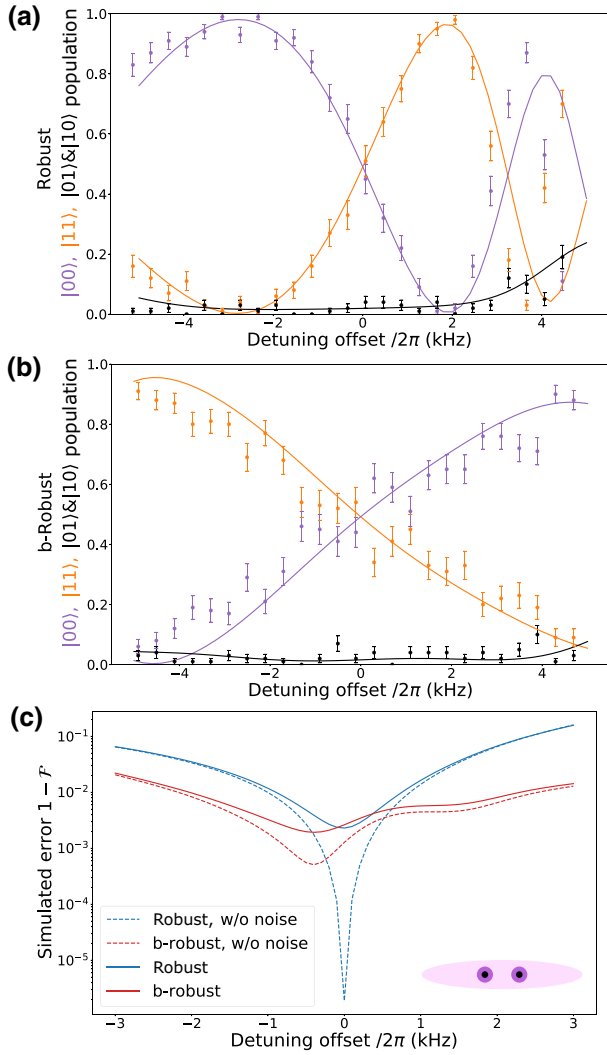 (a)
Robust
|00⟩, |11⟩, |01⟩&|10⟩ population
1.0
0.8
0.6
0.4
0.2
0.0
−4 −2 0 2 4
Detuning offset /2π (kHz)
(b)
b-Robust
|00⟩, |11⟩, |01⟩&|10⟩ population
1.0
0.8
0.6
0.4
0.2
0.0
−4 −2 0 2 4
Detuning offset /2π (kHz)
(c)
Simulated error 1 − ℱ
10⁻¹
10⁻²
10⁻³
10⁻⁴
10⁻⁵
Robust, w/o noise
b-robust, w/o noise
Robust
b-robust
−3 −2 −1 0 1 2 3
Detuning offset /2π (kHz)